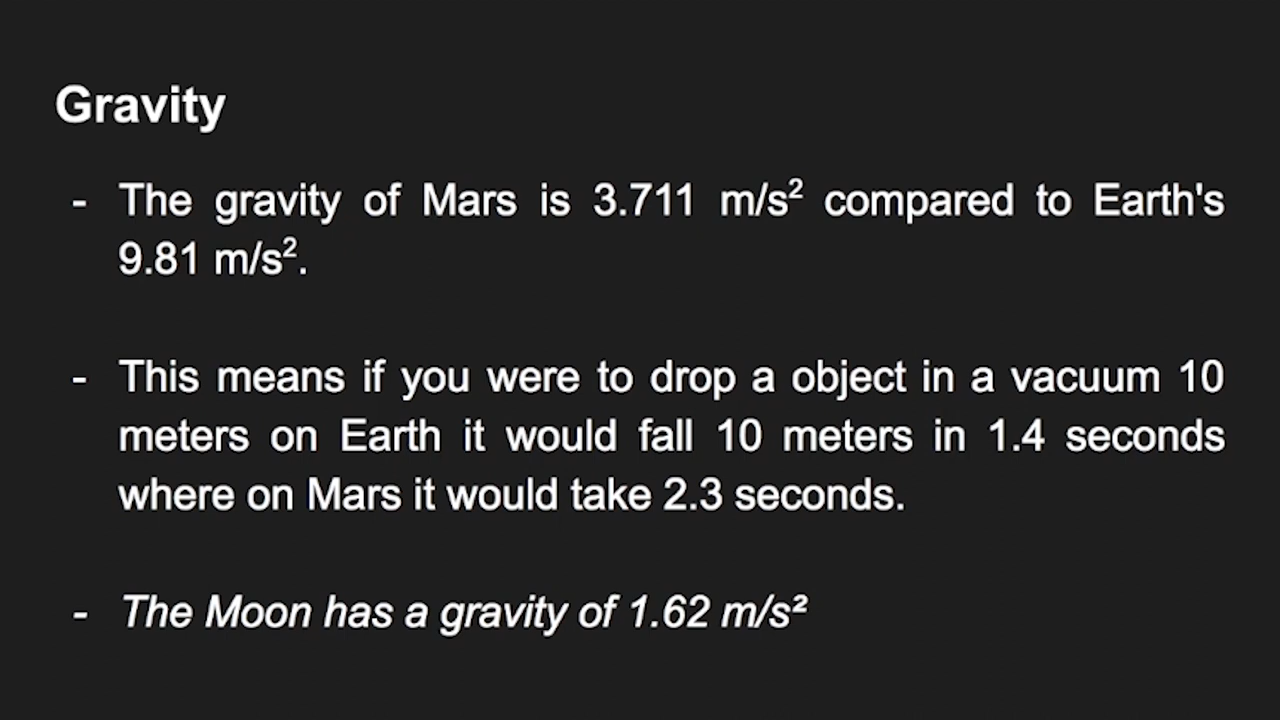 Gravity
- The gravity of Mars is 3.711 m/s² compared to Earth's
9.81 m/s².
- This means if you were to drop a object in a vacuum 10
meters on Earth it would fall 10 meters in 1.4 seconds
where on Mars it would take 2.3 seconds.
- The Moon has a gravity of 1.62 m/s²